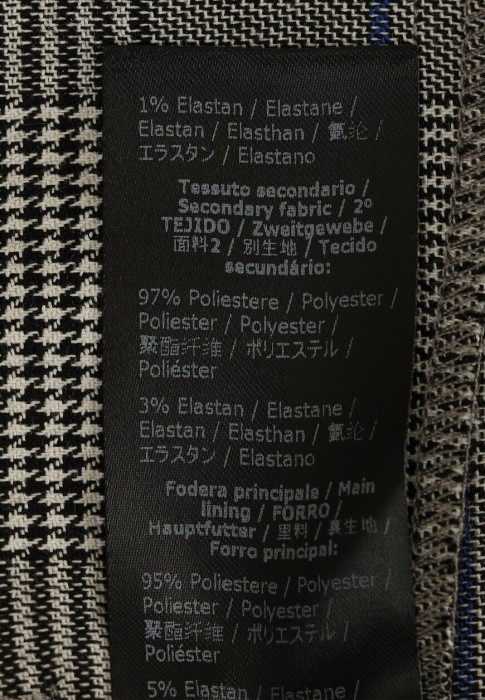 1% Elastan / Elastane /
Elastan / Elasthan / 氨纶 /
エラスタン / Elastano
Tessuto secondario /
Secondary fabric / 2º
TEJIDO / Zweitgewebe /
面料2 / 別生地 / Tecido
secundário:
97% Poliestere / Polyester /
Poliester / Polyester /
聚酯纤维 / ポリエステル /
Poliéster
3% Elastan / Elastane /
Elastan / Elasthan / 氨纶 /
エラスタン / Elastano
Fodera principale / Main
lining / FORRO /
Hauptfutter / 里料 / 裏生地 /
Forro principal:
95% Poliestere / Polyester /
Poliester / Polyester /
聚酯纤维 / ポリエステル /
Poliéster
5% Elastan / Elastane /